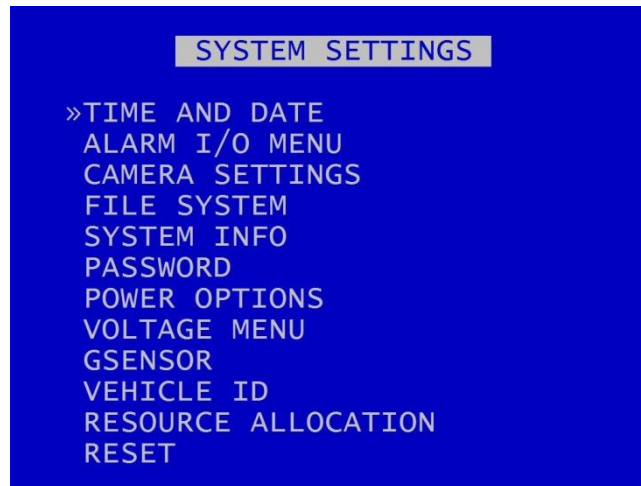 SYSTEM SETTINGS
»TIME AND DATE
ALARM I/O MENU
CAMERA SETTINGS
FILE SYSTEM
SYSTEM INFO
PASSWORD
POWER OPTIONS
VOLTAGE MENU
GSENSOR
VEHICLE ID
RESOURCE ALLOCATION
RESET